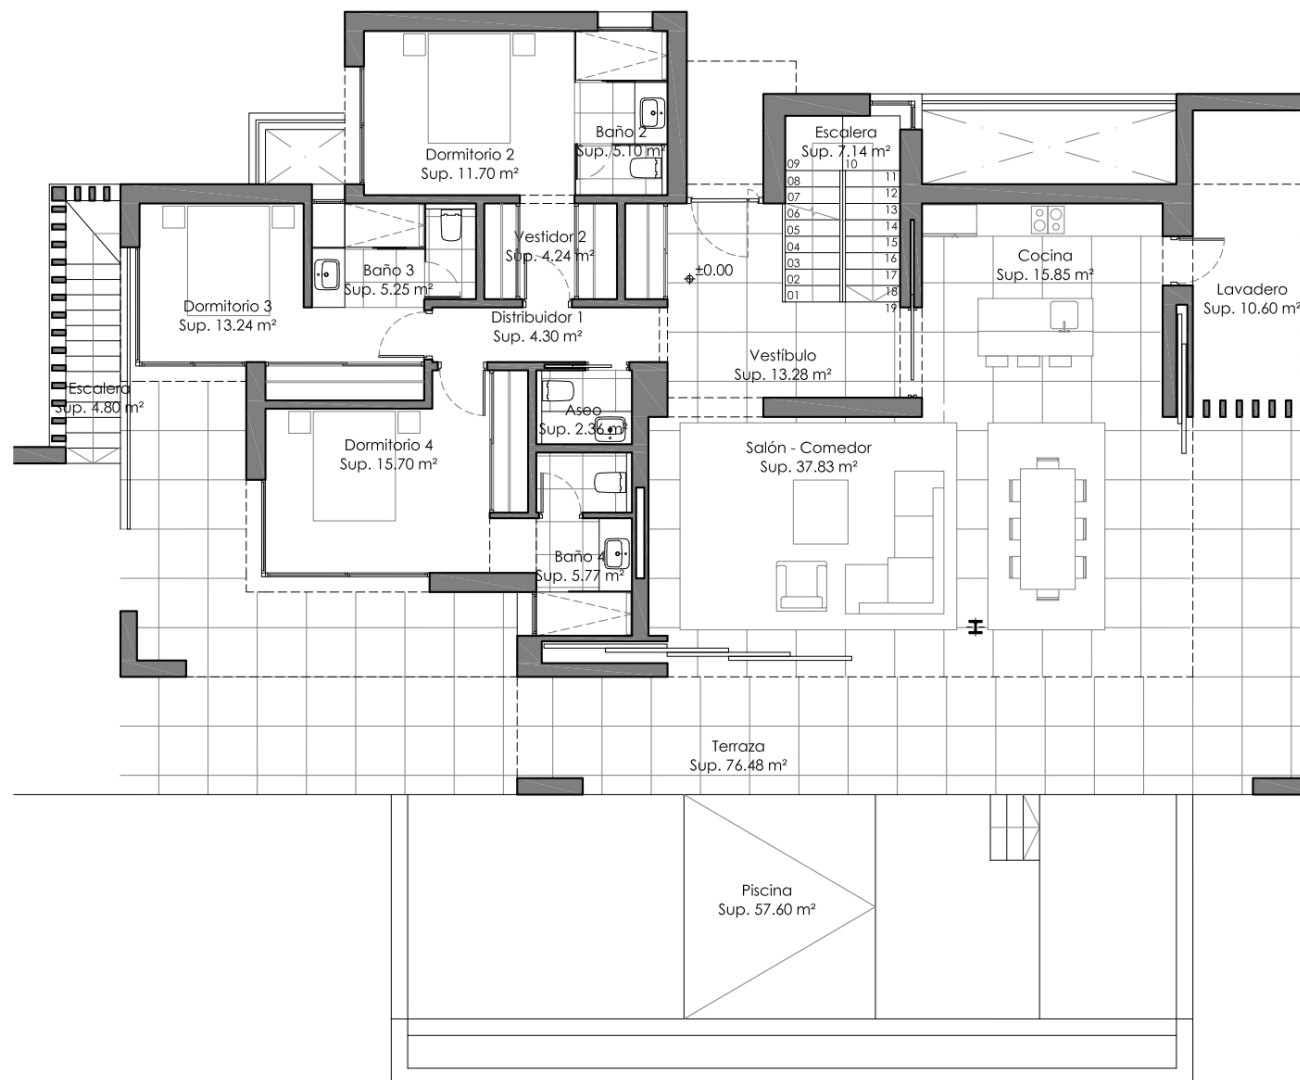 Baño 2
Sup. 5.10 m²
Dormitorio 2
Sup. 11.70 m²
Escalera
Sup. 7.14 m²
09
10
08
11
07
12
06
13
05
14
04
15
03
16
02
17
01
18
19
Vestidor 2
Sup. 4.24 m²
Baño 3
Sup. 5.25 m²
±0.00
Cocina
Sup. 15.85 m²
Lavadero
Sup. 10.60 m²
Dormitorio 3
Sup. 13.24 m²
Distribuidor 1
Sup. 4.30 m²
Vestíbulo
Sup. 13.28 m²
Escalera
Sup. 4.80 m²
Aseo
Sup. 2.36 m²
Dormitorio 4
Sup. 15.70 m²
Salón - Comedor
Sup. 37.83 m²
Baño 4
Sup. 5.77 m²
Terraza
Sup. 76.48 m²
Piscina
Sup. 57.60 m²